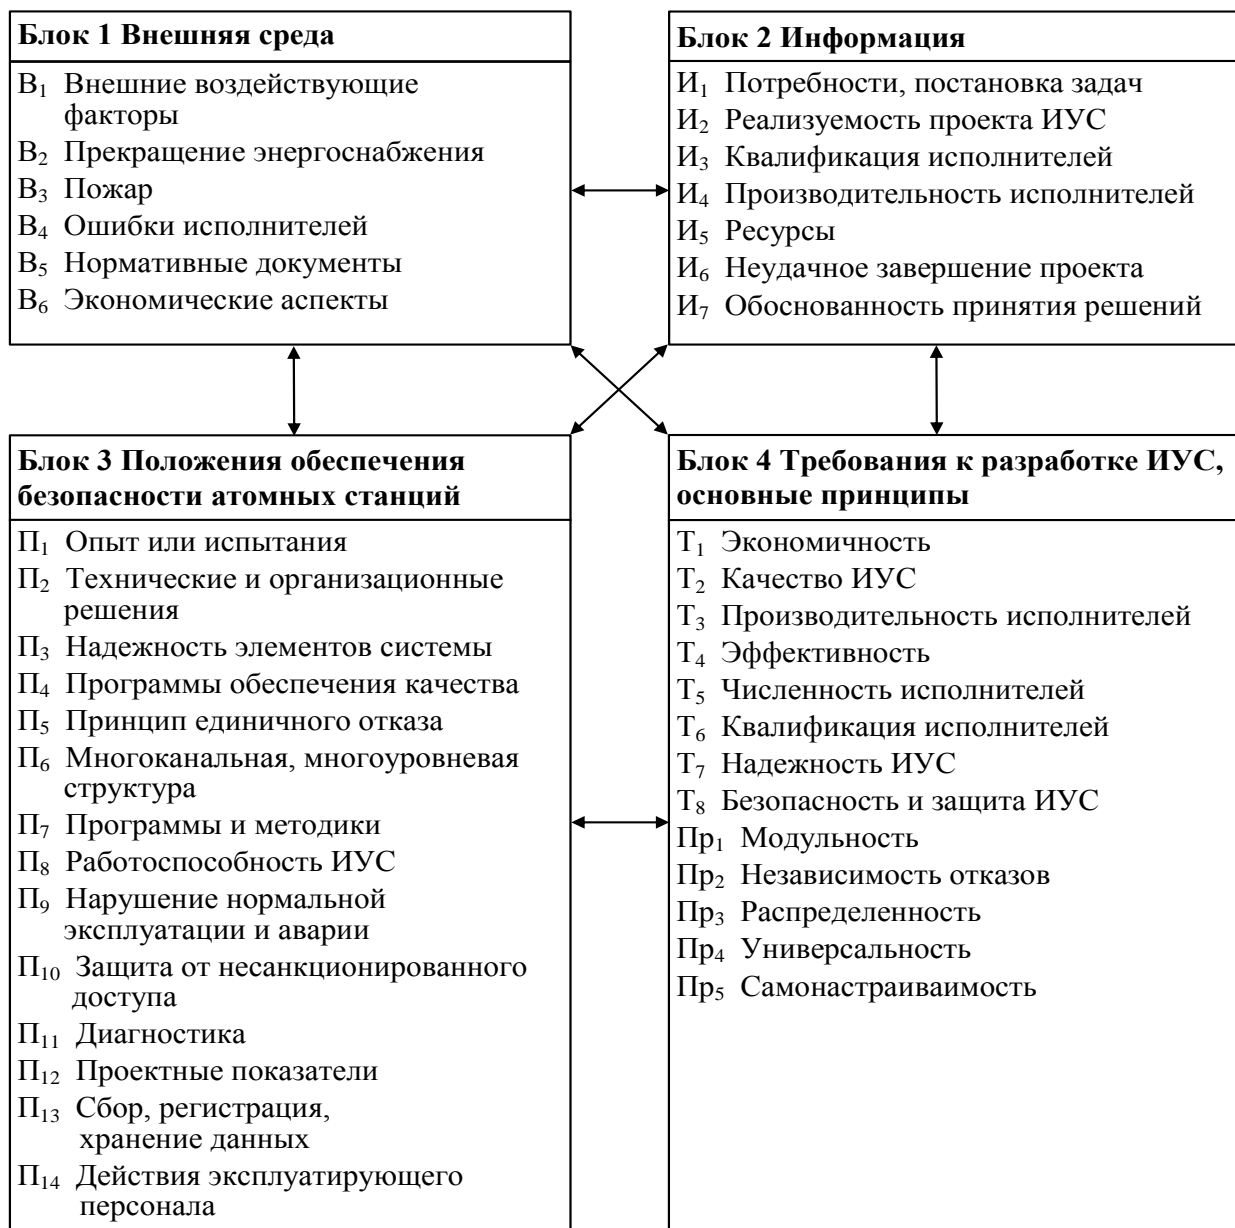 Блок 1 Внешняя среда
В₁ Внешние воздействующие
факторы
В₂ Прекращение энергоснабжения
В₃ Пожар
В₄ Ошибки исполнителей
В₅ Нормативные документы
В₆ Экономические аспекты
Блок 2 Информация
И₁ Потребности, постановка задач
И₂ Реализуемость проекта ИУС
И₃ Квалификация исполнителей
И₄ Производительность исполнителей
И₅ Ресурсы
И₆ Неудачное завершение проекта
И₇ Обоснованность принятия решений
Блок 3 Положения обеспечения
безопасности атомных станций
П₁ Опыт или испытания
П₂ Технические и организационные
решения
П₃ Надежность элементов системы
П₄ Программы обеспечения качества
П₅ Принцип единичного отказа
П₆ Многоканальная, многоуровневая
структура
П₇ Программы и методики
П₈ Работоспособность ИУС
П₉ Нарушение нормальной
эксплуатации и аварии
П₁₀ Защита от несанкционированного
доступа
П₁₁ Диагностика
П₁₂ Проектные показатели
П₁₃ Сбор, регистрация,
хранение данных
П₁₄ Действия эксплуатирующего
персонала
Блок 4 Требования к разработке ИУС,
основные принципы
Т₁ Экономичность
Т₂ Качество ИУС
Т₃ Производительность исполнителей
Т₄ Эффективность
Т₅ Численность исполнителей
Т₆ Квалификация исполнителей
Т₇ Надежность ИУС
Т₈ Безопасность и защита ИУС
Пр₁ Модульность
Пр₂ Независимость отказов
Пр₃ Распределенность
Пр₄ Универсальность
Пр₅ Самонастраиваимость